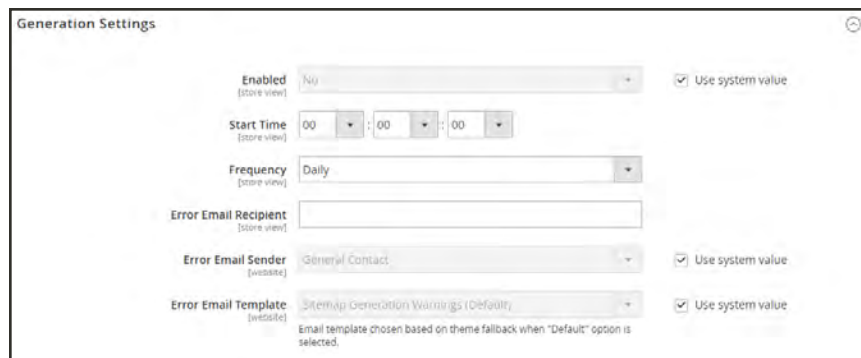 Generation Settings
Enabled No Use system value
[store view]
Start Time 00 : 00 : 00
[store view]
Frequency Daily
[store view]
Error Email Recipient
[store view]
Error Email Sender General Contact Use system value
[website]
Error Email Template Sitemap Generation Warnings (Default) Use system value
[website]
Email template chosen based on theme fallback when "Default" option is
selected.